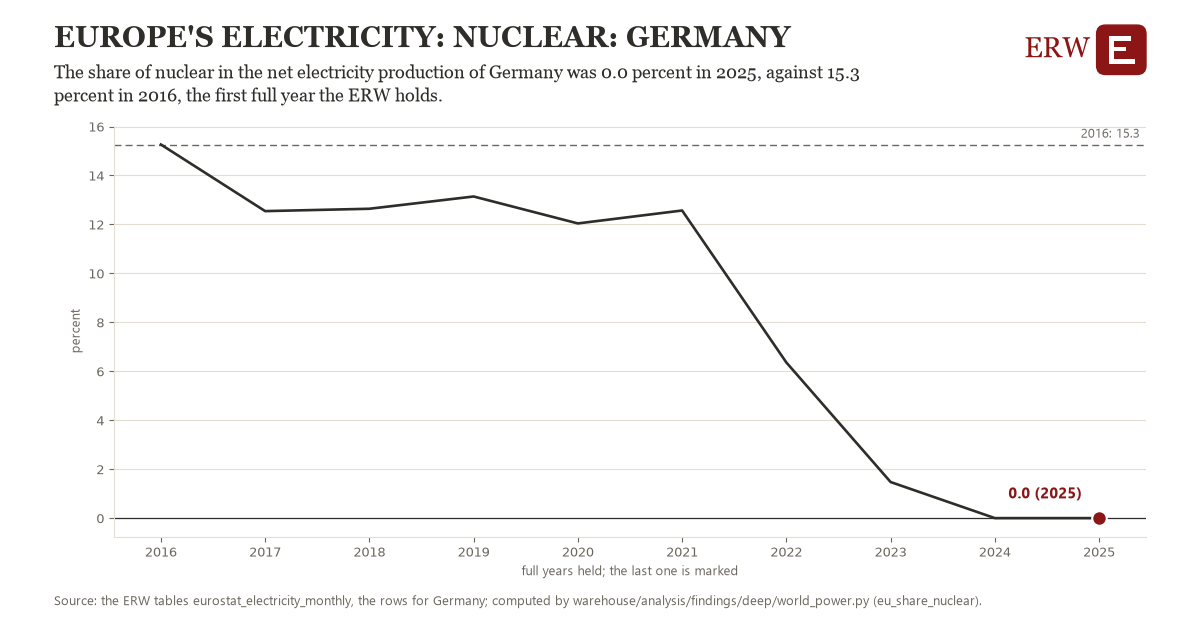 EUROPE'S ELECTRICITY: NUCLEAR: GERMANY
ERW E
The share of nuclear in the net electricity production of Germany was 0.0 percent in 2025, against 15.3
percent in 2016, the first full year the ERW holds.
16
2016: 15.3
14
12
10
8
6
4
2
0
percent
0.0 (2025)
2016 2017 2018 2019 2020 2021 2022 2023 2024 2025
full years held; the last one is marked
Source: the ERW tables eurostat_electricity_monthly, the rows for Germany; computed by warehouse/analysis/findings/deep/world_power.py (eu_share_nuclear).